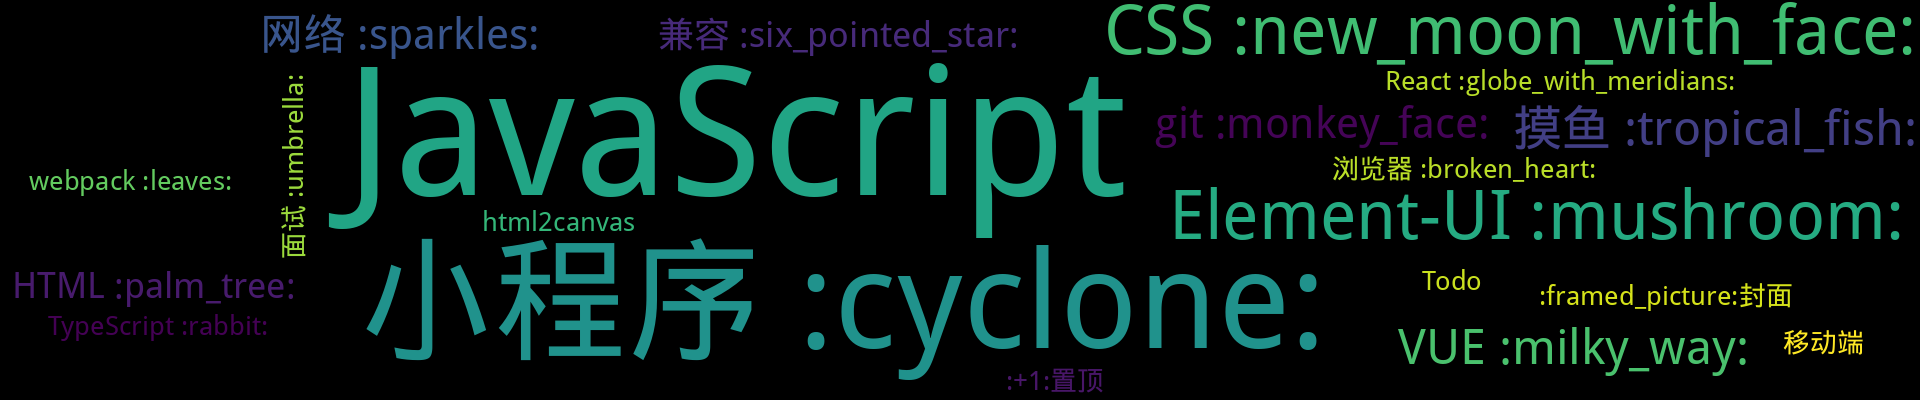 网络 :sparkles:
兼容 :six_pointed_star:
CSS :new_moon_with_face:
JavaScript
React :globe_with_meridians:
git :monkey_face:
摸鱼 :tropical_fish:
浏览器 :broken_heart:
webpack :leaves:
面试 :umbrella:
html2canvas
Element-UI :mushroom:
小程序 :cyclone:
HTML :palm_tree:
TypeScript :rabbit:
Todo
:framed_picture:封面
VUE :milky_way:
移动端
:+1:置顶